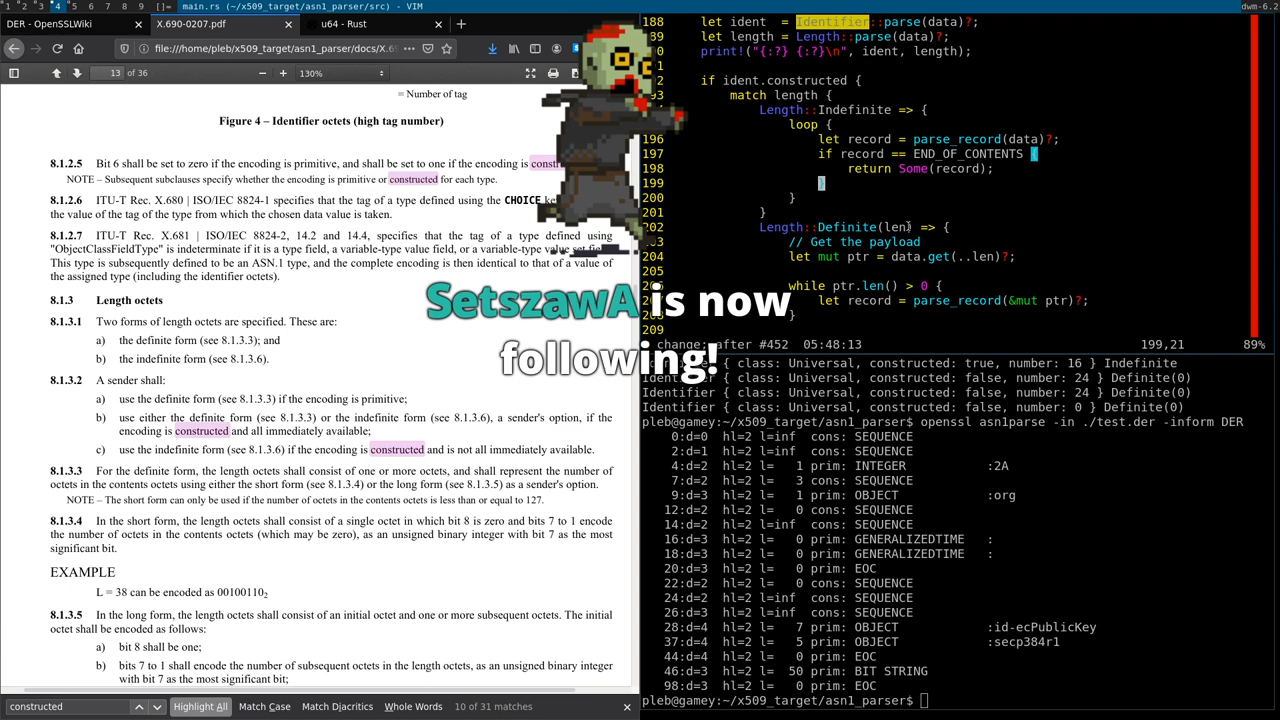 1 2 3 4 5 6 7 8 9 [] main.rs (~/x509_target/asn1_parser/src) - VIM
dwm-6.2
DER - OpenSSLWiki
X.690-0207.pdf
u64 - Rust
file:///home/pleb/x509_target/asn1_parser/docs/X.6
13 of 36
130%
= Number of tag
Figure 4 – Identifier octets (high tag number)
8.1.2.5 Bit 6 shall be set to zero if the encoding is primitive, and shall be set to one if the encoding is
NOTE – Subsequent subclauses specify whether the encoding is primitive or constructed for each type.
8.1.2.6 ITU-T Rec. X.680 | ISO/IEC 8824-1 specifies that the tag of a type defined using the CHOICE
the value of the tag of the type from which the chosen data value is taken.
8.1.2.7 ITU-T Rec. X.681 | ISO/IEC 8824-2, 14.2 and 14.4, specifies that the tag of a type defined using
"ObjectClassFieldType" is indeterminate if it is a type field, a variable-type value field, or a variable-type value set
This type is subsequently defined to be an ASN.1 type, and the complete encoding is then identical to that of a value of
the assigned type (including the identifier octets).
8.1.3 Length octets
8.1.3.1 Two forms of length octets are specified. These are:
a) the definite form (see 8.1.3.3); and
b) the indefinite form (see 8.1.3.6).
8.1.3.2 A sender shall:
a) use the definite form (see 8.1.3.3) if the encoding is primitive;
b) use either the definite form (see 8.1.3.3) or the indefinite form (see 8.1.3.6), a sender's option, if the
encoding is constructed and all immediately available;
c) use the indefinite form (see 8.1.3.6) if the encoding is constructed and is not all immediately available.
8.1.3.3 For the definite form, the length octets shall consist of one or more octets, and shall represent the number of
octets in the contents octets using either the short form (see 8.1.3.4) or the long form (see 8.1.3.5) as a sender's option.
NOTE – The short form can only be used if the number of octets in the contents octets is less than or equal to 127.
8.1.3.4 In the short form, the length octets shall consist of a single octet in which bit 8 is zero and bits 7 to 1 encode
the number of octets in the contents octets (which may be zero), as an unsigned binary integer with bit 7 as the most
significant bit.
EXAMPLE
L = 38 can be encoded as 00100110₂
8.1.3.5 In the long form, the length octets shall consist of an initial octet and one or more subsequent octets. The initial
octet shall be encoded as follows:
a) bit 8 shall be one;
b) bits 7 to 1 shall encode the number of subsequent octets in the length octets, as an unsigned binary integer
with bit 7 as the most significant bit;
constructed
Highlight All
Match Case
Match Diacritics
Whole Words
10 of 31 matches
SetszawA is now
following!
188 let ident = Identifier::parse(data)?;
89 let length = Length::parse(data)?;
0 print!("{:?} {:?}\n", ident, length);
1
2 if ident.constructed {
93 match length {
Length::Indefinite => {
loop {
196 let record = parse_record(data)?;
197 if record == END_OF_CONTENTS {
198 return Some(record);
199 }
200 }
201 }
202 Length::Definite(len) => {
03 // Get the payload
204 let mut ptr = data.get(..len)?;
205
while ptr.len() > 0 {
let record = parse_record(&mut ptr)?;
}
209
change; after #452 05:48:13 199,21 89%
Identifier { class: Universal, constructed: true, number: 16 } Indefinite
Identifier { class: Universal, constructed: false, number: 24 } Definite(0)
Identifier { class: Universal, constructed: false, number: 24 } Definite(0)
Identifier { class: Universal, constructed: false, number: 0 } Definite(0)
pleb@gamey:~/x509_target/asn1_parser$ openssl asn1parse -in ./test.der -inform DER
0:d=0 hl=2 l=inf cons: SEQUENCE
2:d=1 hl=2 l=inf cons: SEQUENCE
4:d=2 hl=2 l= 1 prim: INTEGER :2A
7:d=2 hl=2 l= 3 cons: SEQUENCE
9:d=3 hl=2 l= 1 prim: OBJECT :org
12:d=2 hl=2 l= 0 cons: SEQUENCE
14:d=2 hl=2 l=inf cons: SEQUENCE
16:d=3 hl=2 l= 0 prim: GENERALIZEDTIME :
18:d=3 hl=2 l= 0 prim: GENERALIZEDTIME :
20:d=3 hl=2 l= 0 prim: EOC
22:d=2 hl=2 l= 0 cons: SEQUENCE
24:d=2 hl=2 l=inf cons: SEQUENCE
26:d=3 hl=2 l=inf cons: SEQUENCE
28:d=4 hl=2 l= 7 prim: OBJECT :id-ecPublicKey
37:d=4 hl=2 l= 5 prim: OBJECT :secp384r1
44:d=4 hl=2 l= 0 prim: EOC
46:d=3 hl=2 l= 50 prim: BIT STRING
98:d=3 hl=2 l= 0 prim: EOC
pleb@gamey:~/x509_target/asn1_parser$